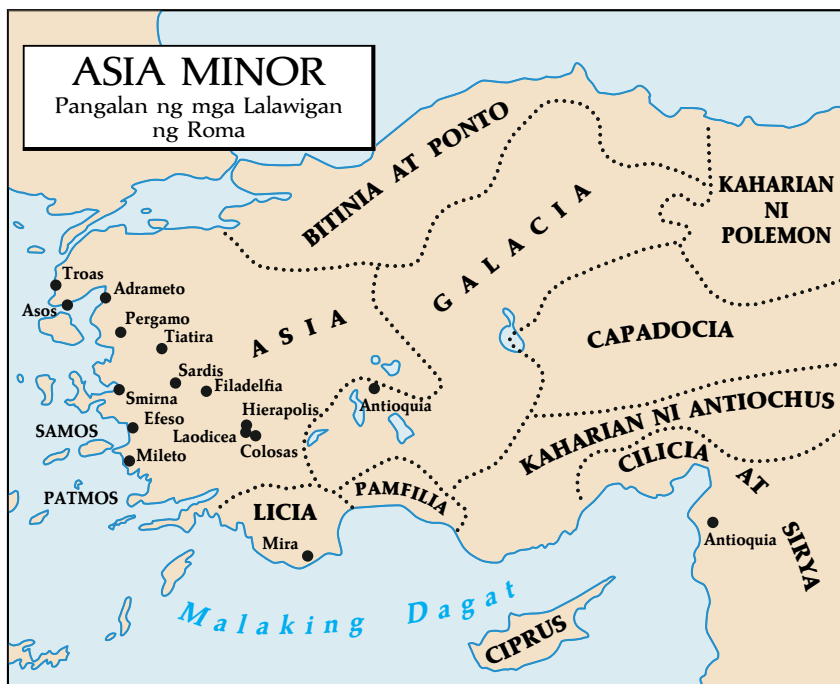 ASIA MINOR
Pangalan ng mga Lalawigan
ng Roma
BITINIA AT PONTO
KAHARIAN
NI
POLEMON
GALACIA
Troas
Adrameto
Asos
Pergamo
Tiatira
ASIA
CAPADOCIA
Sardis
Filadelfia
Smirna
Antioquia
Hierapolis
Efeso
SAMOS
Laodicea
Colosas
KAHARIAN NI ANTIOCHUS
Mileto
CILICIA AT SIRYA
PATMOS
PAMFILIA
LICIA
Antioquia
Mira
Malaking Dagat
CIPRUS